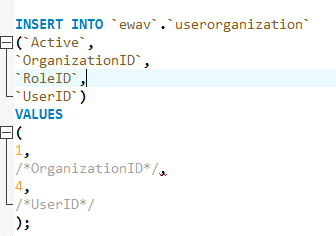 INSERT INTO `ewav`.`userorganization`
(`Active`,
`OrganizationID`,
`RoleID`,
`UserID`)
VALUES
(
1,
/*OrganizationID*/,
4,
/*UserID*/
);